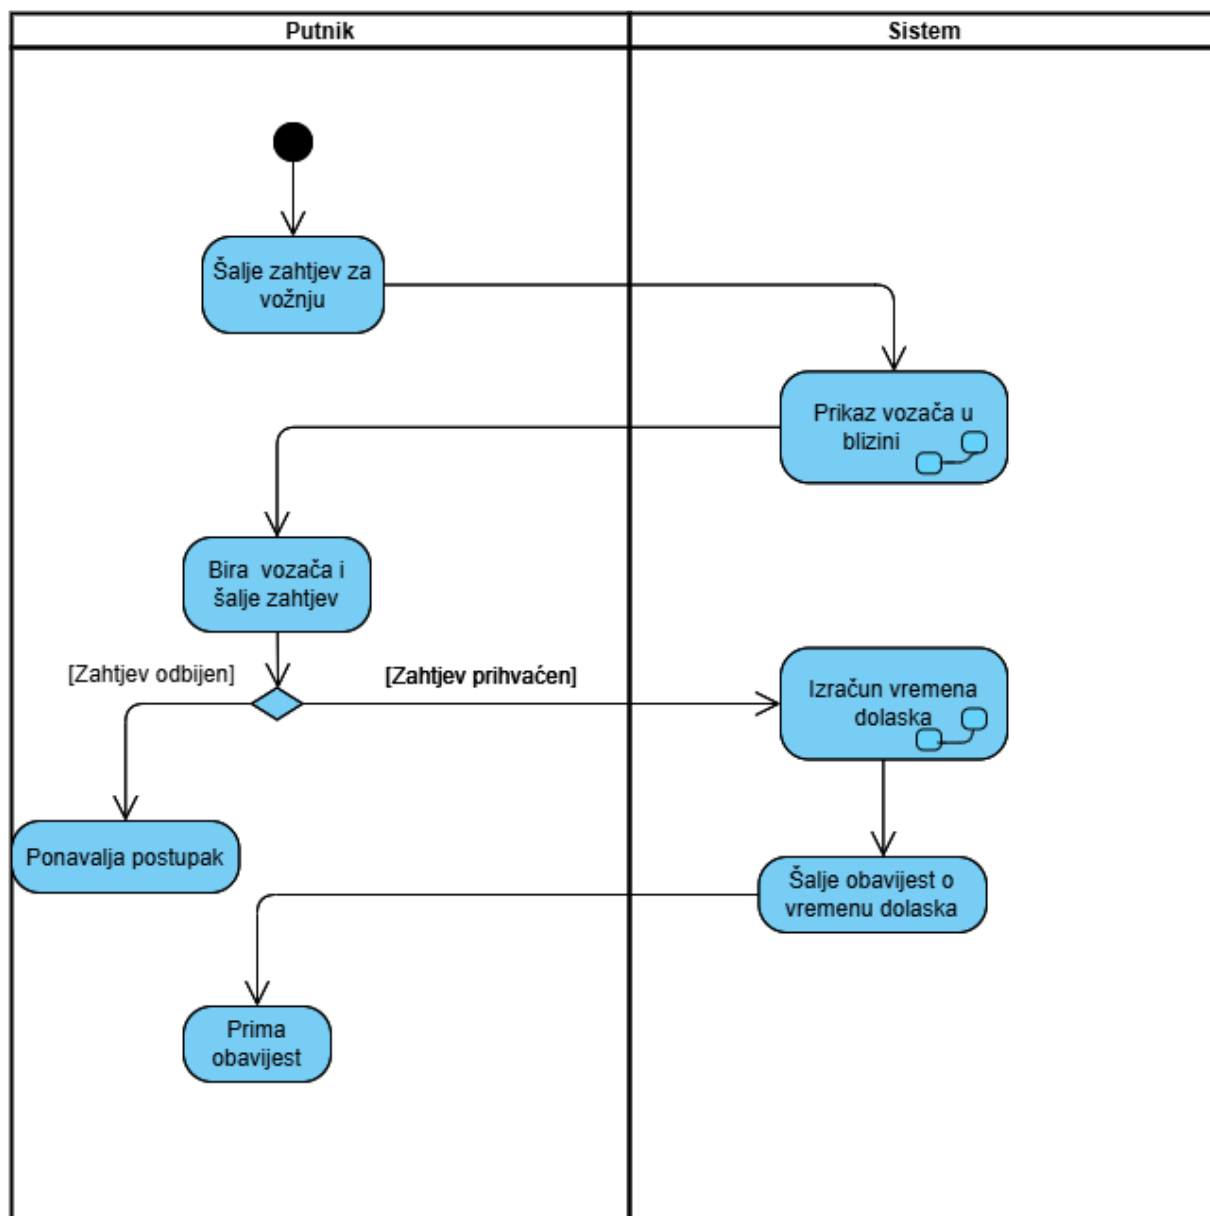 Putnik
Sistem
Šalje zahtjev za
vožnju
Prikaz vozača u
blizini
Bira  vozača i
šalje zahtjev
[Zahtjev odbijen]
[Zahtjev prihvaćen]
Izračun vremena
dolaska
Ponavalja postupak
Šalje obavijest o
vremenu dolaska
Prima
obavijest